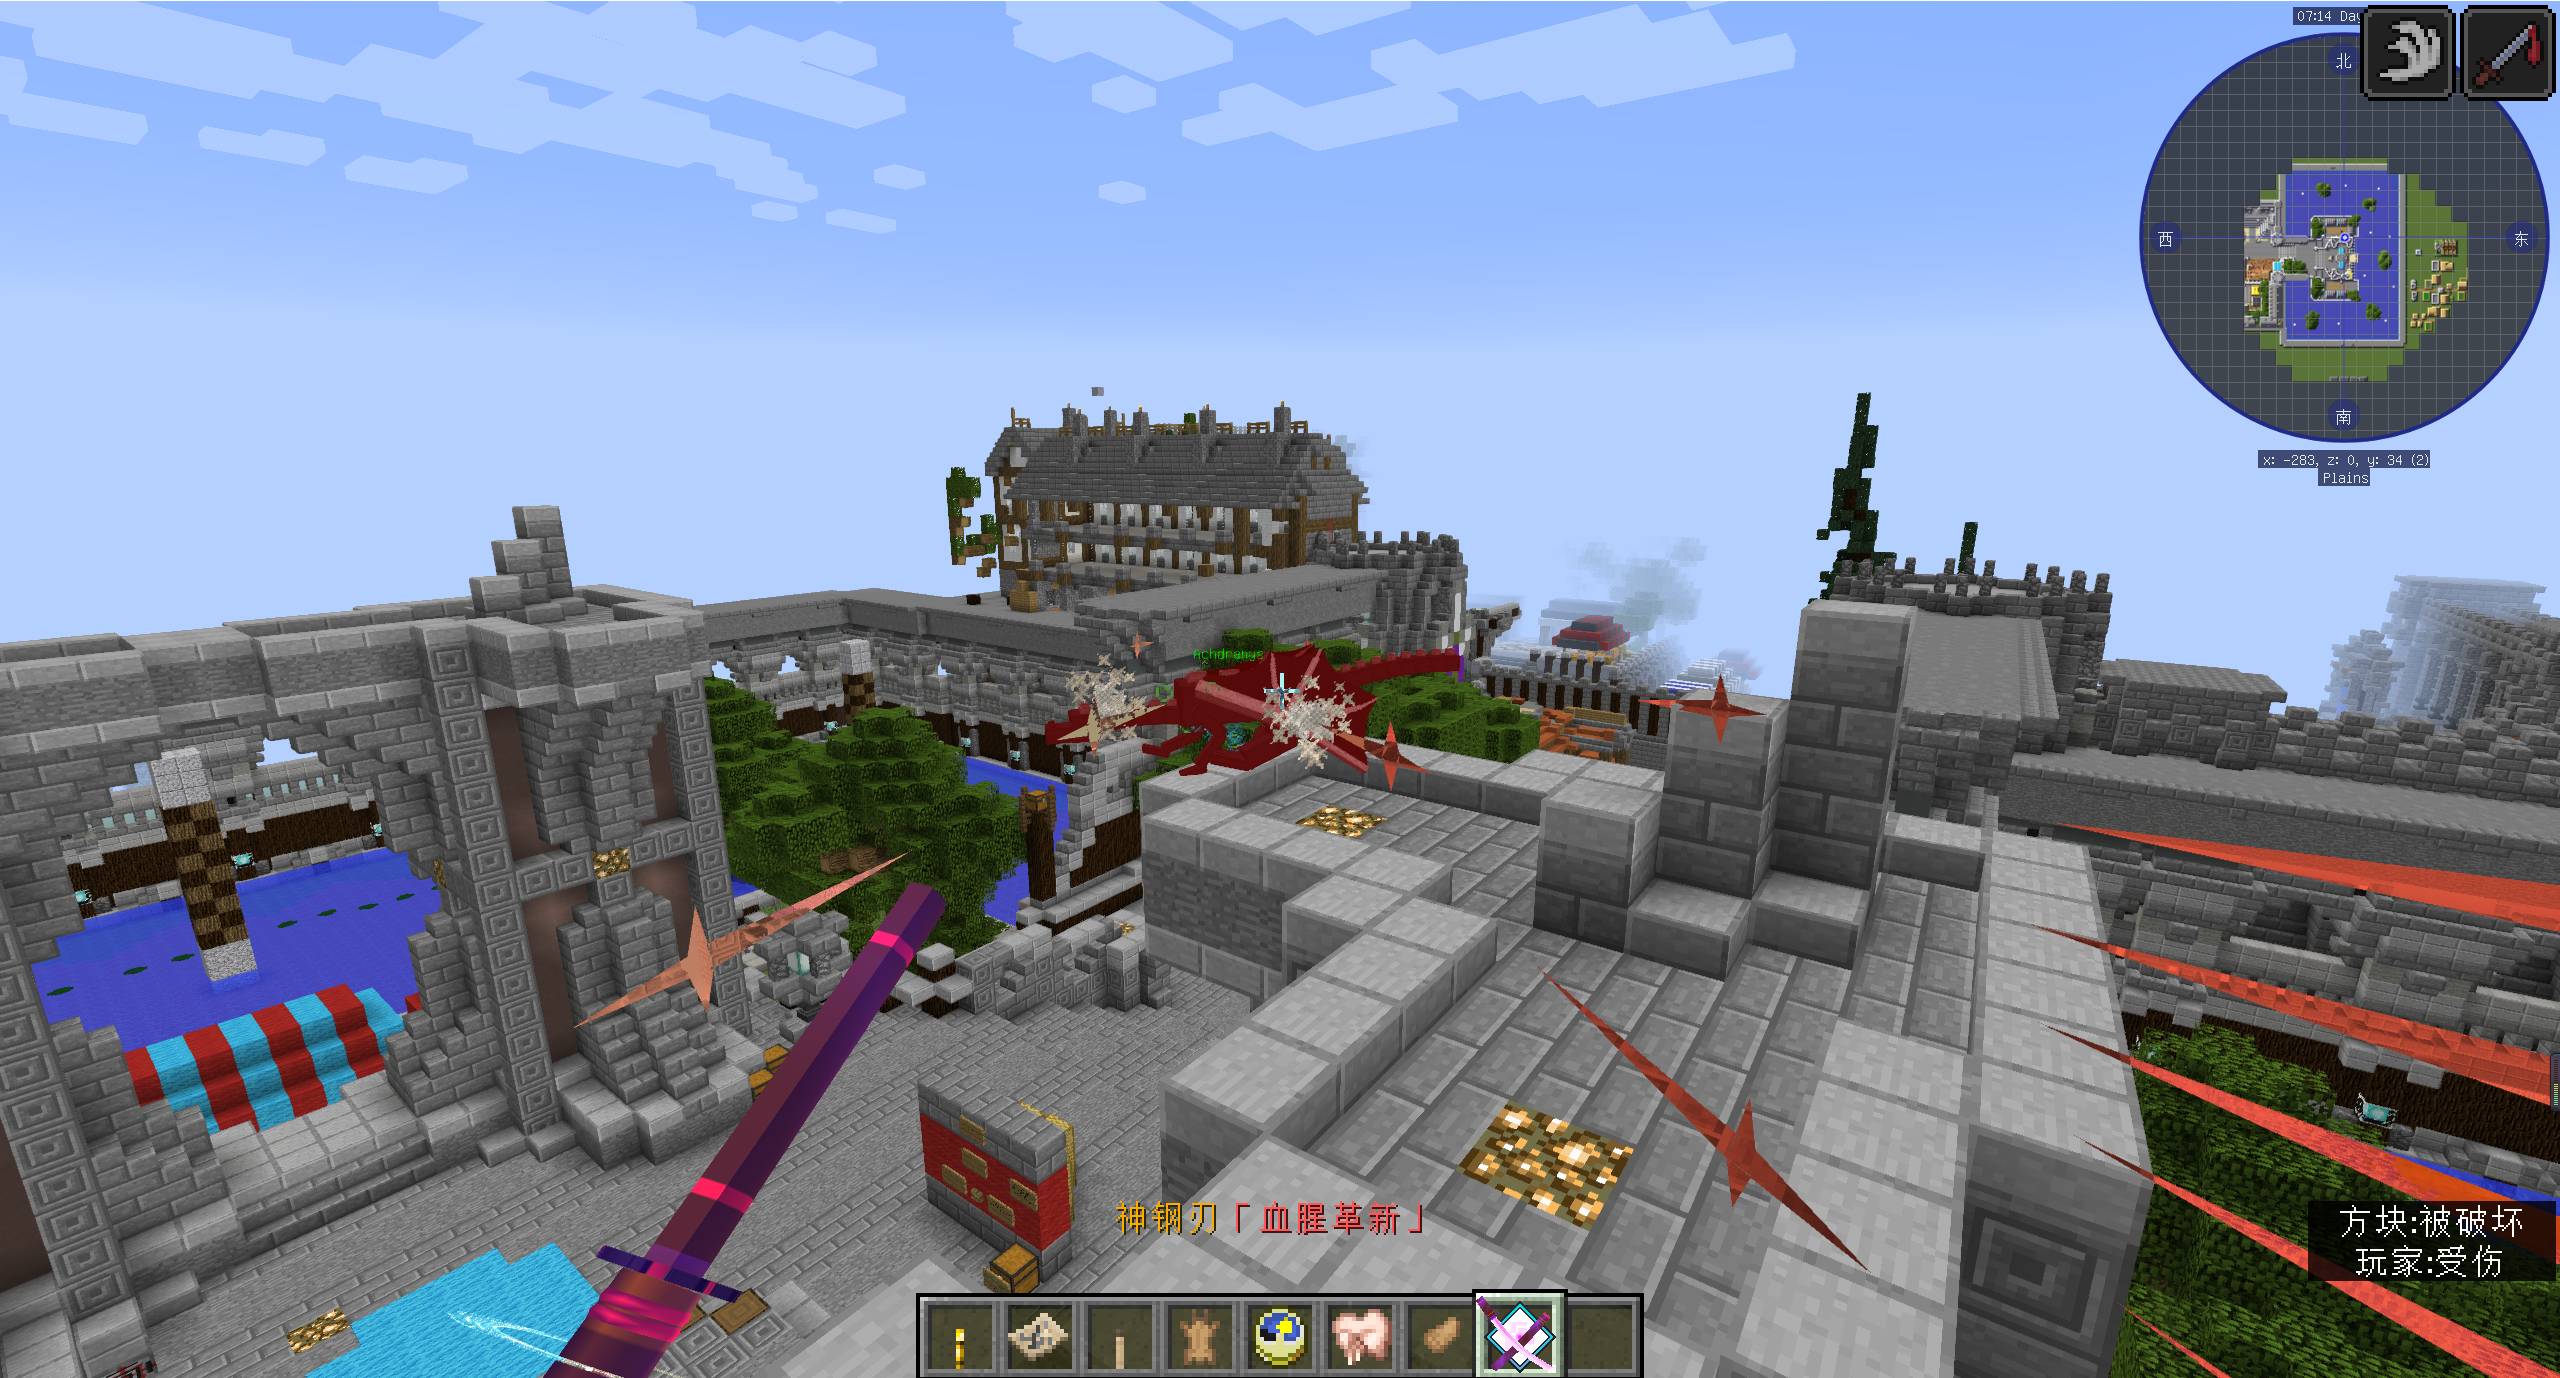 07:14 Day
北
西
东
南
x: -283, z: 0, y: 34 (2)
Plains
Achdrahys
神钢刃「血腥革新」
方块:被破坏
玩家:受伤